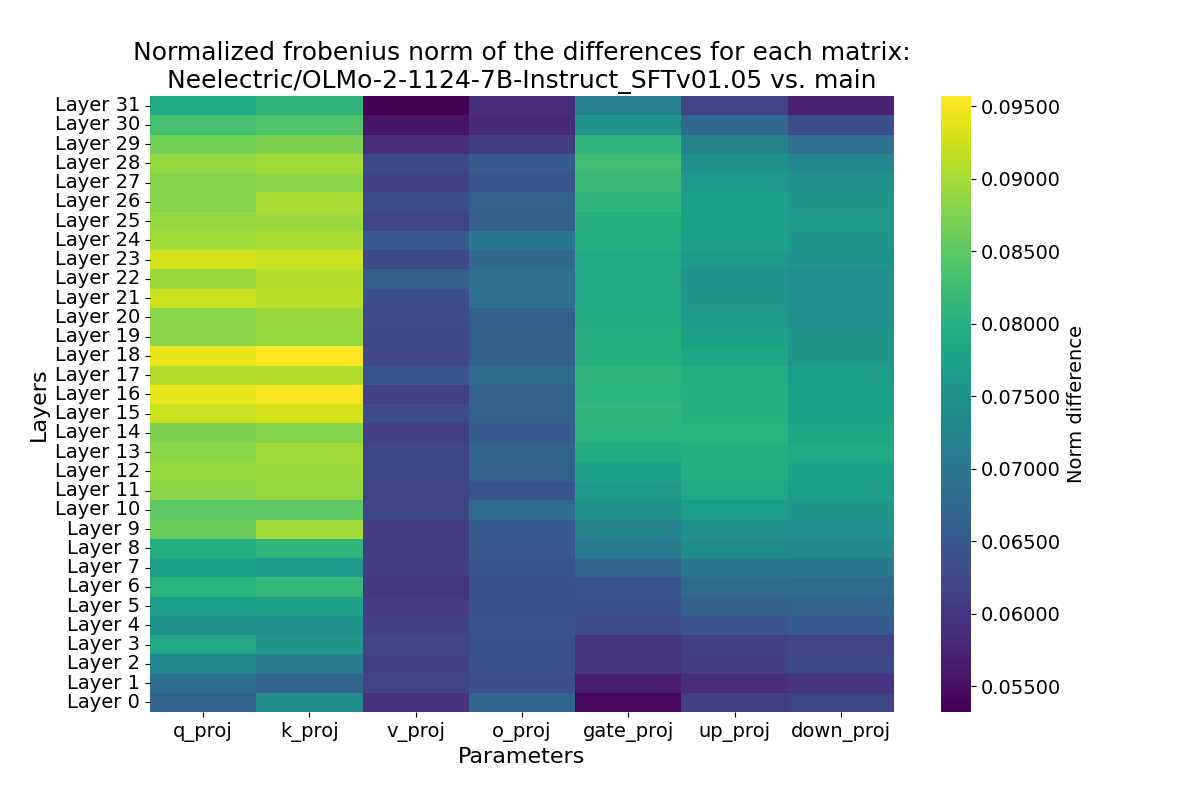 Normalized frobenius norm of the differences for each matrix:
Neelectric/OLMo-2-1124-7B-Instruct_SFTv01.05 vs. main
Layers
Layer 31
Layer 30
Layer 29
Layer 28
Layer 27
Layer 26
Layer 25
Layer 24
Layer 23
Layer 22
Layer 21
Layer 20
Layer 19
Layer 18
Layer 17
Layer 16
Layer 15
Layer 14
Layer 13
Layer 12
Layer 11
Layer 10
Layer 9
Layer 8
Layer 7
Layer 6
Layer 5
Layer 4
Layer 3
Layer 2
Layer 1
Layer 0
q_proj k_proj v_proj o_proj gate_proj up_proj down_proj
Parameters
0.09500
0.09000
0.08500
0.08000
0.07500
0.07000
0.06500
0.06000
0.05500
Norm difference